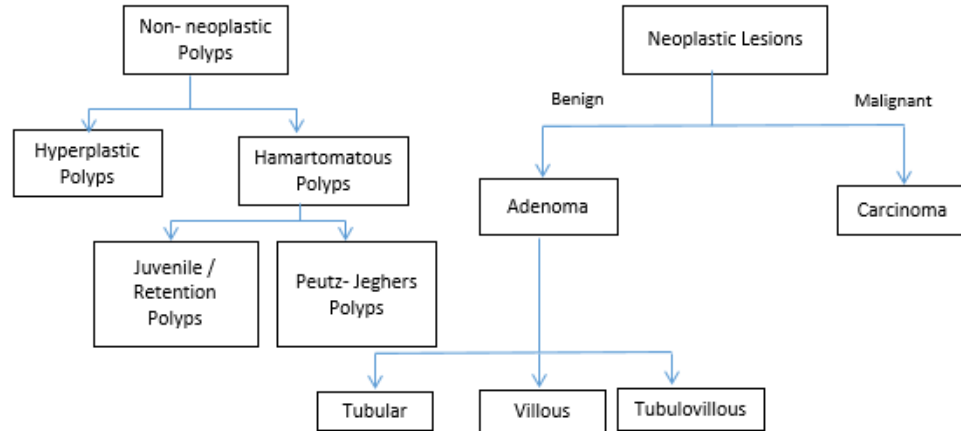 Non- neoplastic
Polyps
Neoplastic Lesions
Benign
Malignant
Hyperplastic
Polyps
Hamartomatous
Polyps
Adenoma
Carcinoma
Juvenile /
Retention
Polyps
Peutz- Jeghers
Polyps
Tubular
Villous
Tubulovillous